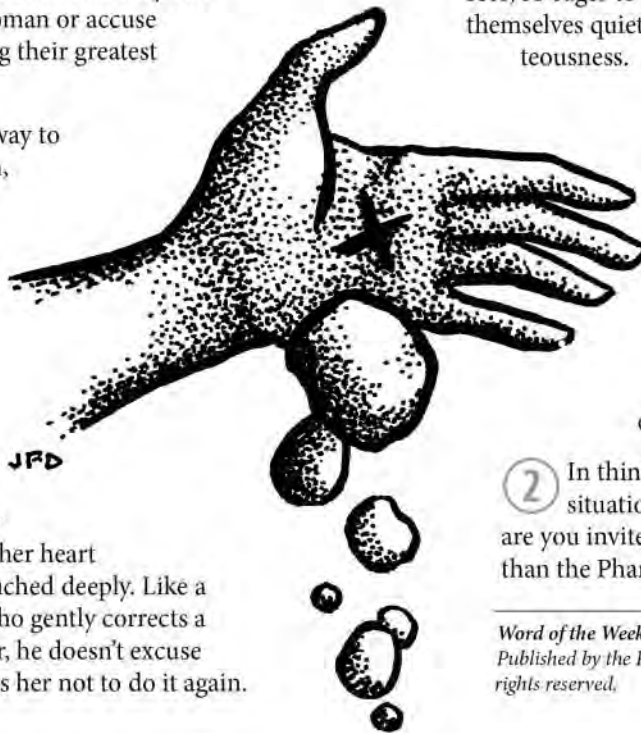 oman or accuse
g their greatest
way to
JFD
her heart
uched deeply. Like a
ho gently corrects a
r, he doesn't excuse
s her not to do it again.
themselves quiet
teousness.
2 In thin
situatio
are you invite
than the Phar
Word of the Week
Published by the
rights reserved.